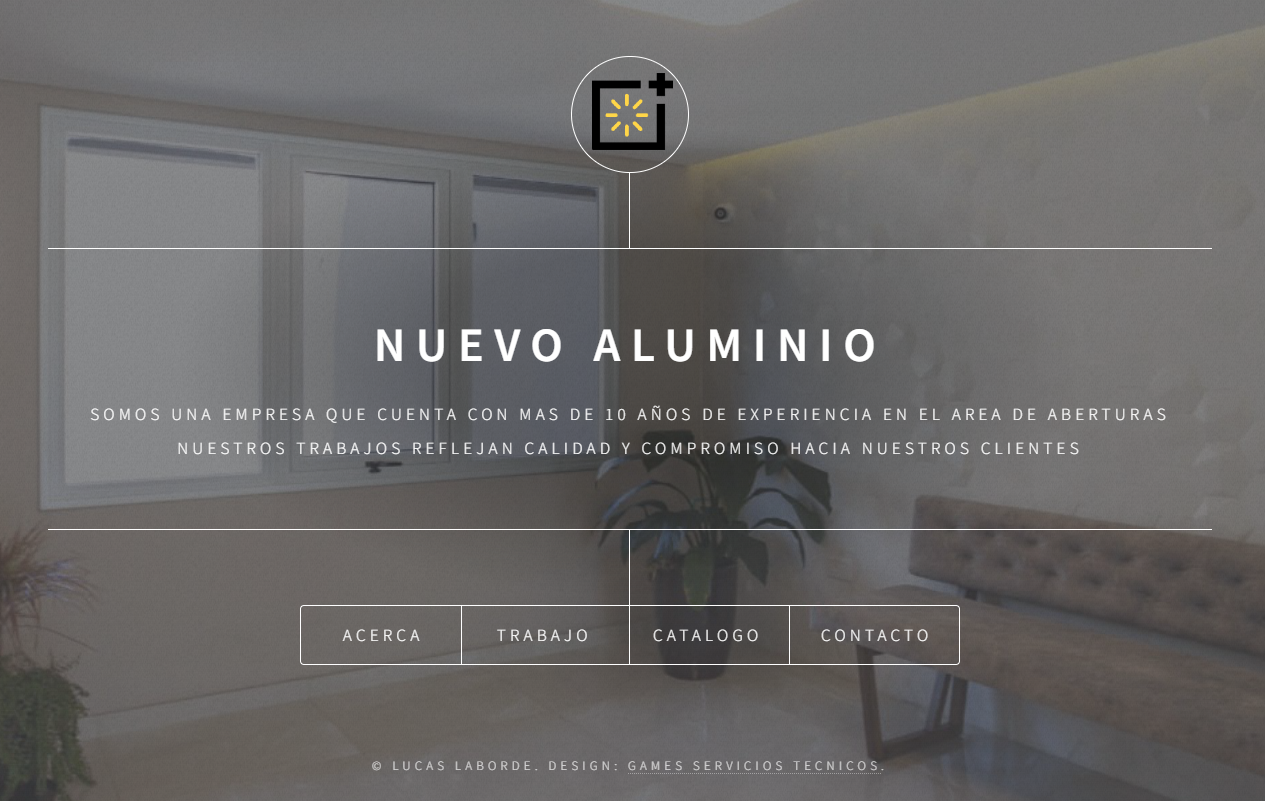 NUEVO ALUMINIO
SOMOS UNA EMPRESA QUE CUENTA CON MAS DE 10 AÑOS DE EXPERIENCIA EN EL AREA DE ABERTURAS
NUESTROS TRABAJOS REFLEJAN CALIDAD Y COMPROMISO HACIA NUESTROS CLIENTES
ACERCA TRABAJO CATALOGO CONTACTO
© LUCAS LABORDE. DESIGN: GAMES SERVICIOS TECNICOS.